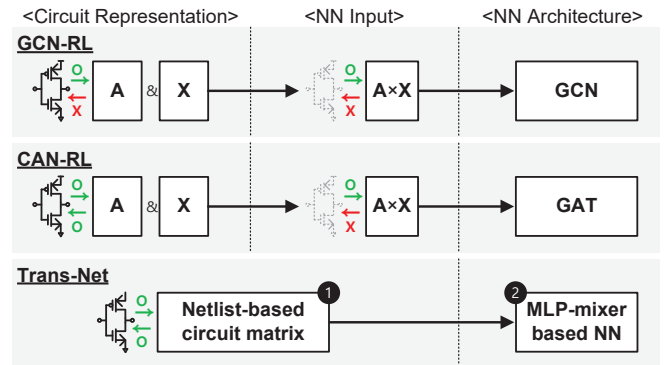 <Circuit Representation> <NN Input> <NN Architecture>
GCN-RL
O
X
A & X
O
X
A×X
GCN
CAN-RL
O
O
A & X
O
X
A×X
GAT
Trans-Net
O
O
1
Netlist-based
circuit matrix
2
MLP-mixer
based NN